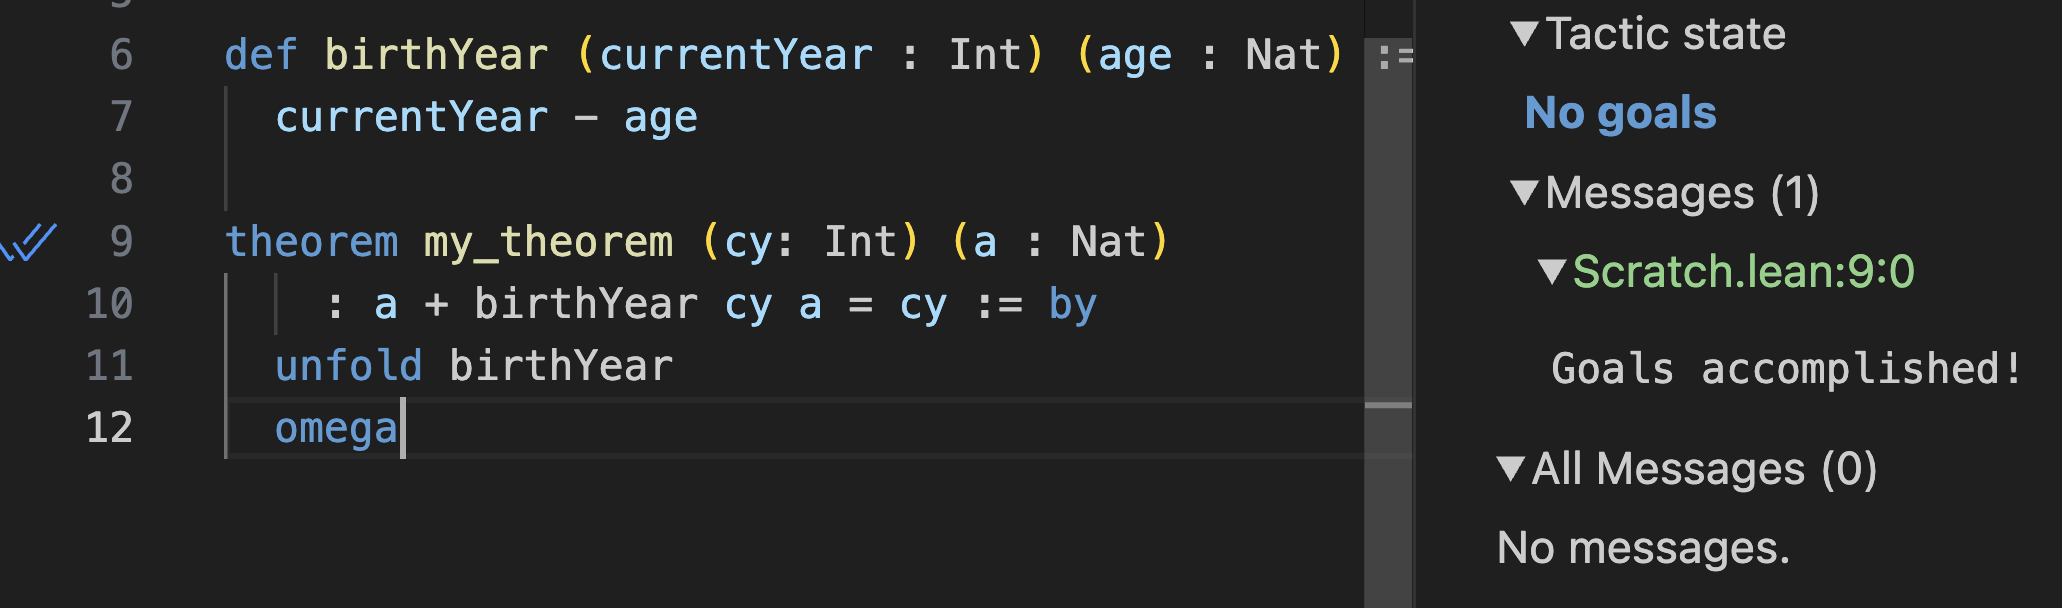 6 def birthYear (currentYear : Int) (age : Nat) :=
7 currentYear - age
8
9 theorem my_theorem (cy: Int) (a : Nat)
10 : a + birthYear cy a = cy := by
11 unfold birthYear
12 omega
Tactic state
No goals
Messages (1)
Scratch.lean:9:0
Goals accomplished!
All Messages (0)
No messages.